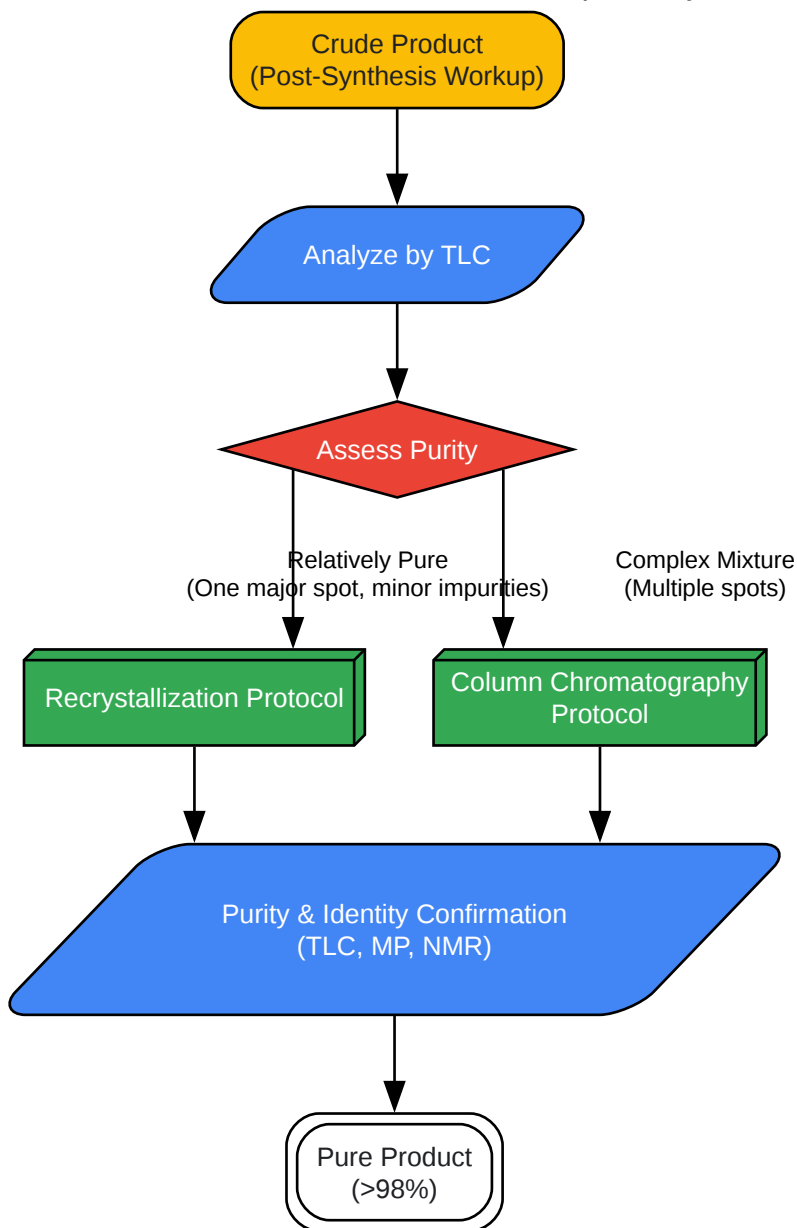 Crude Product
(Post-Synthesis Workup)
Analyze by TLC
Assess Purity
Relatively Pure
(One major spot, minor impurities)
Complex Mixture
(Multiple spots)
Recrystallization Protocol
Column Chromatography
Protocol
Purity & Identity Confirmation
(TLC, MP, NMR)
Pure Product
(>98%)